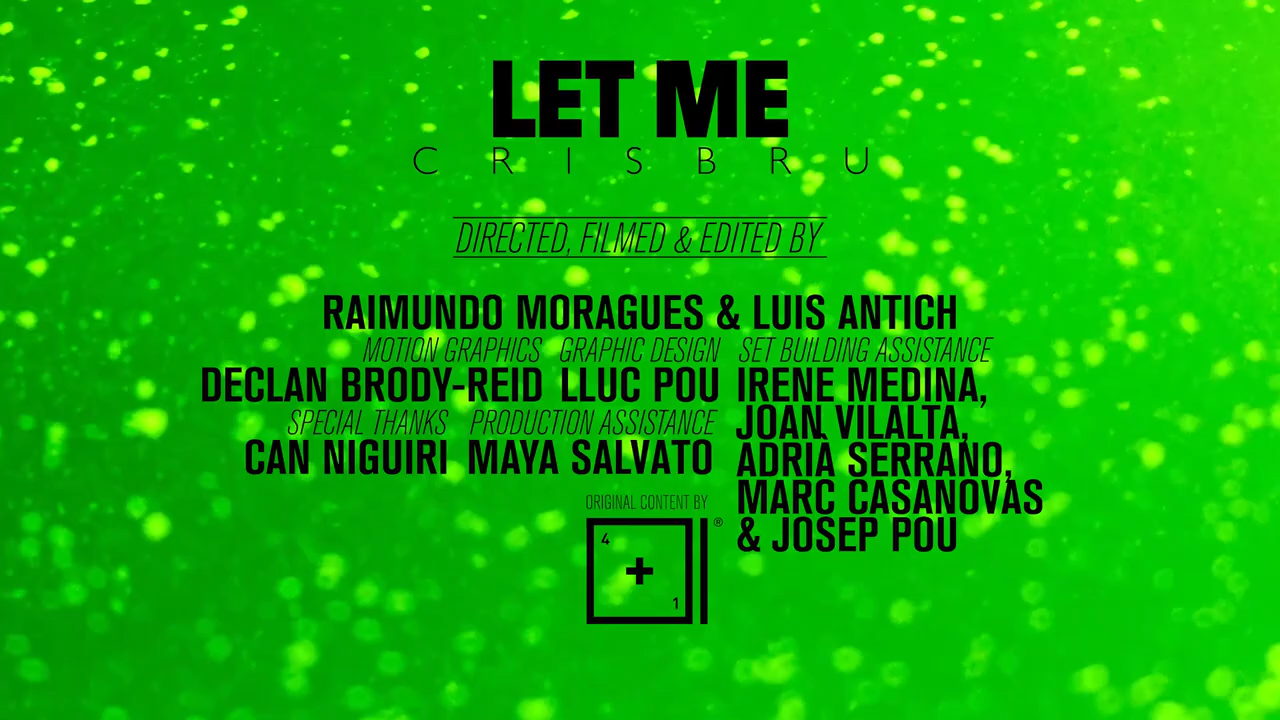 LET ME
CRISBRU
DIRECTED, FILMED & EDITED BY
RAIMUNDO MORAGUES & LUIS ANTICH
MOTION GRAPHICS GRAPHIC DESIGN SET BUILDING ASSISTANCE
DECLAN BRODY-REID LLUC POU IRENE MEDINA,
JOAN VILALTA,
SPECIAL THANKS PRODUCTION ASSISTANCE
CAN NIGUIRI MAYA SALVATO ADRIÀ SERRANO,
MARC CASANOVAS
& JOSEP POU
ORIGINAL CONTENT BY
4
+
1
®